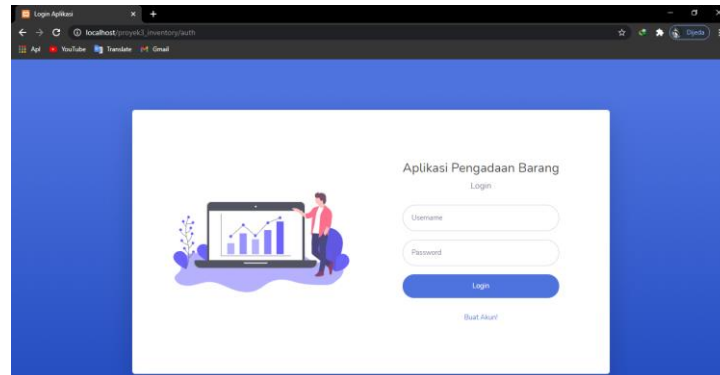 Login Aplikasi
localhost/proyek3_inventory/auth
Dijeda
Apl YouTube Translate Gmail
Aplikasi Pengadaan Barang
Login
Username
Password
Login
Buat Akun!